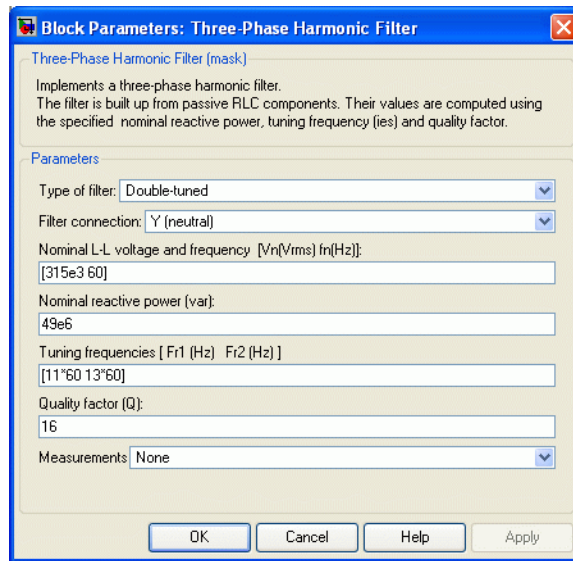 Block Parameters: Three-Phase Harmonic Filter
Three-Phase Harmonic Filter (mask)
Implements a three-phase harmonic filter.
The filter is built up from passive RLC components. Their values are computed using
the specified nominal reactive power, tuning frequency (ies) and quality factor.
Parameters
Type of filter: Double-tuned
Filter connection: Y (neutral)
Nominal L-L voltage and frequency [Vn(Vrms) fn(Hz)]:
[315e3 60]
Nominal reactive power (var):
49e6
Tuning frequencies [ Fr1 (Hz) Fr2 (Hz) ]
[11*60 13*60]
Quality factor (Q):
16
Measurements None
OK Cancel Help Apply